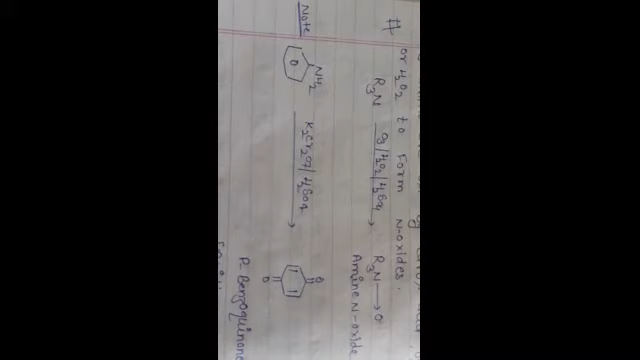 or H2O2 to Form N-oxides.
# R3N O3/H2O2/H2SO4 → R3N→O
Amine N-oxide
Note NH2 K2Cr2O7/H2SO4 → O O
P-Benzoquinone